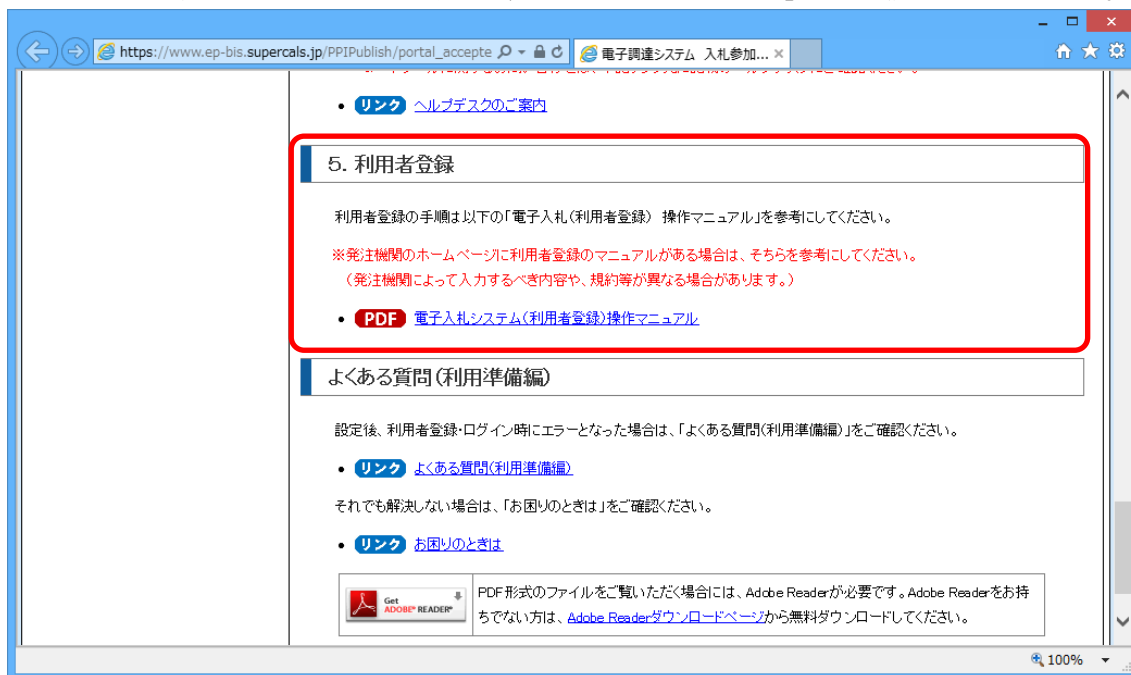 https://www.ep-bis.supercals.jp/PPIPublish/portal_accepte
電子調達システム 入札参加...
リンク ヘルプデスクのご案内
5. 利用者登録
利用者登録の手順は以下の「電子入札(利用者登録) 操作マニュアル」を参考にしてください。
※発注機関のホームページに利用者登録のマニュアルがある場合は、そちらを参考にしてください。
(発注機関によって入力するべき内容や、規約等が異なる場合があります。)
PDF 電子入札システム(利用者登録)操作マニュアル
よくある質問(利用準備編)
設定後、利用者登録・ログイン時にエラーとなった場合は、「よくある質問(利用準備編)」をご確認ください。
リンク よくある質問(利用準備編)
それでも解決しない場合は、「お困りのときは」をご確認ください。
リンク お困りのときは
Get
ADOBE® READER®
PDF形式のファイルをご覧いただく場合には、Adobe Readerが必要です。Adobe Readerをお持
ちでない方は、Adobe Readerダウンロードページから無料ダウンロードしてください。
100%